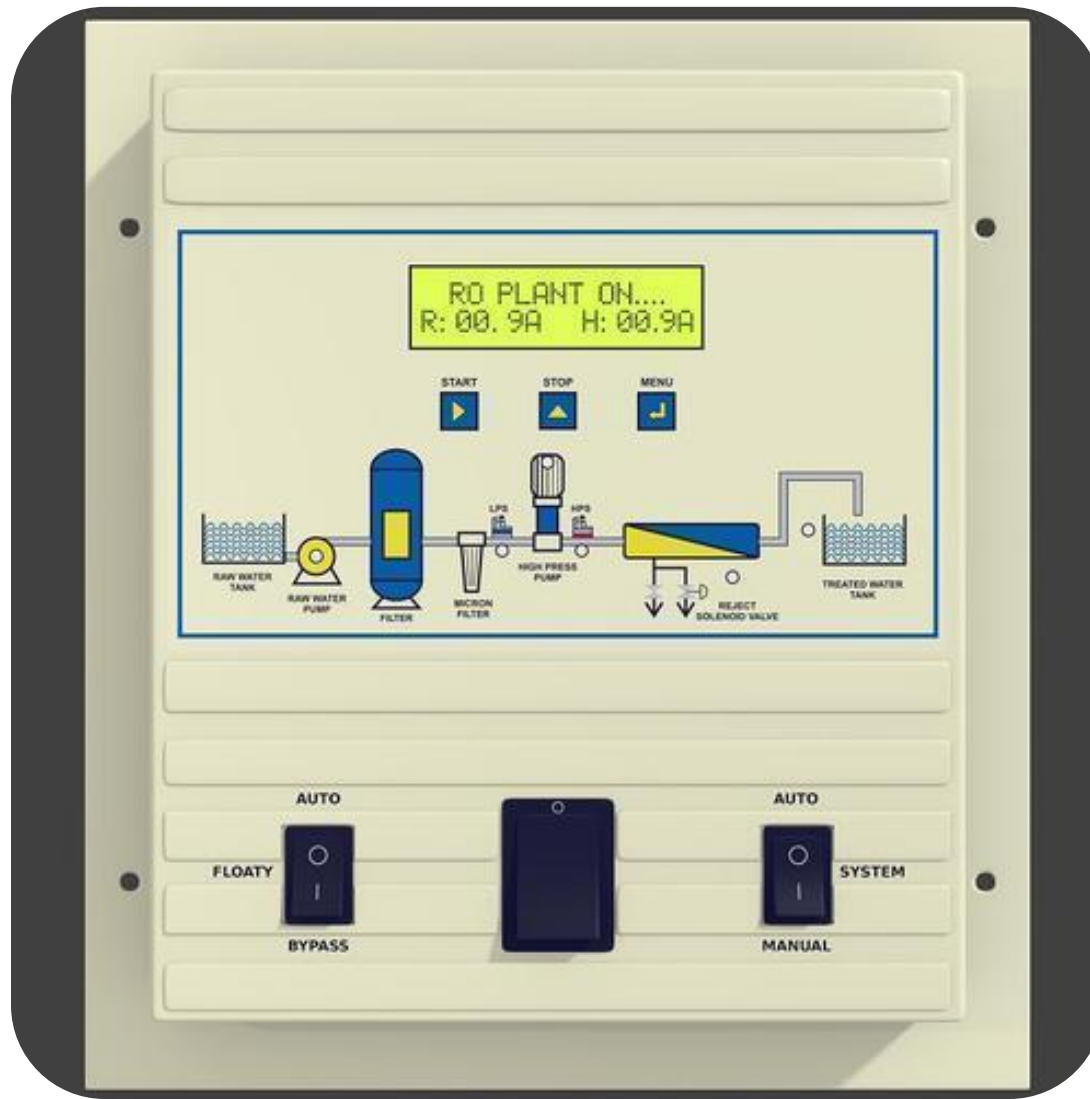 RO PLANT ON....
R: 00. 9A H: 00.9A
START STOP MENU
LPS HPS
RAW WATER
TANK
RAW WATER
PUMP
FILTER
MICRON
FILTER
HIGH PRESS
PUMP
REJECT
SOLENOID VALVE
TREATED WATER
TANK
AUTO
FLOATY
BYPASS
AUTO
SYSTEM
MANUAL